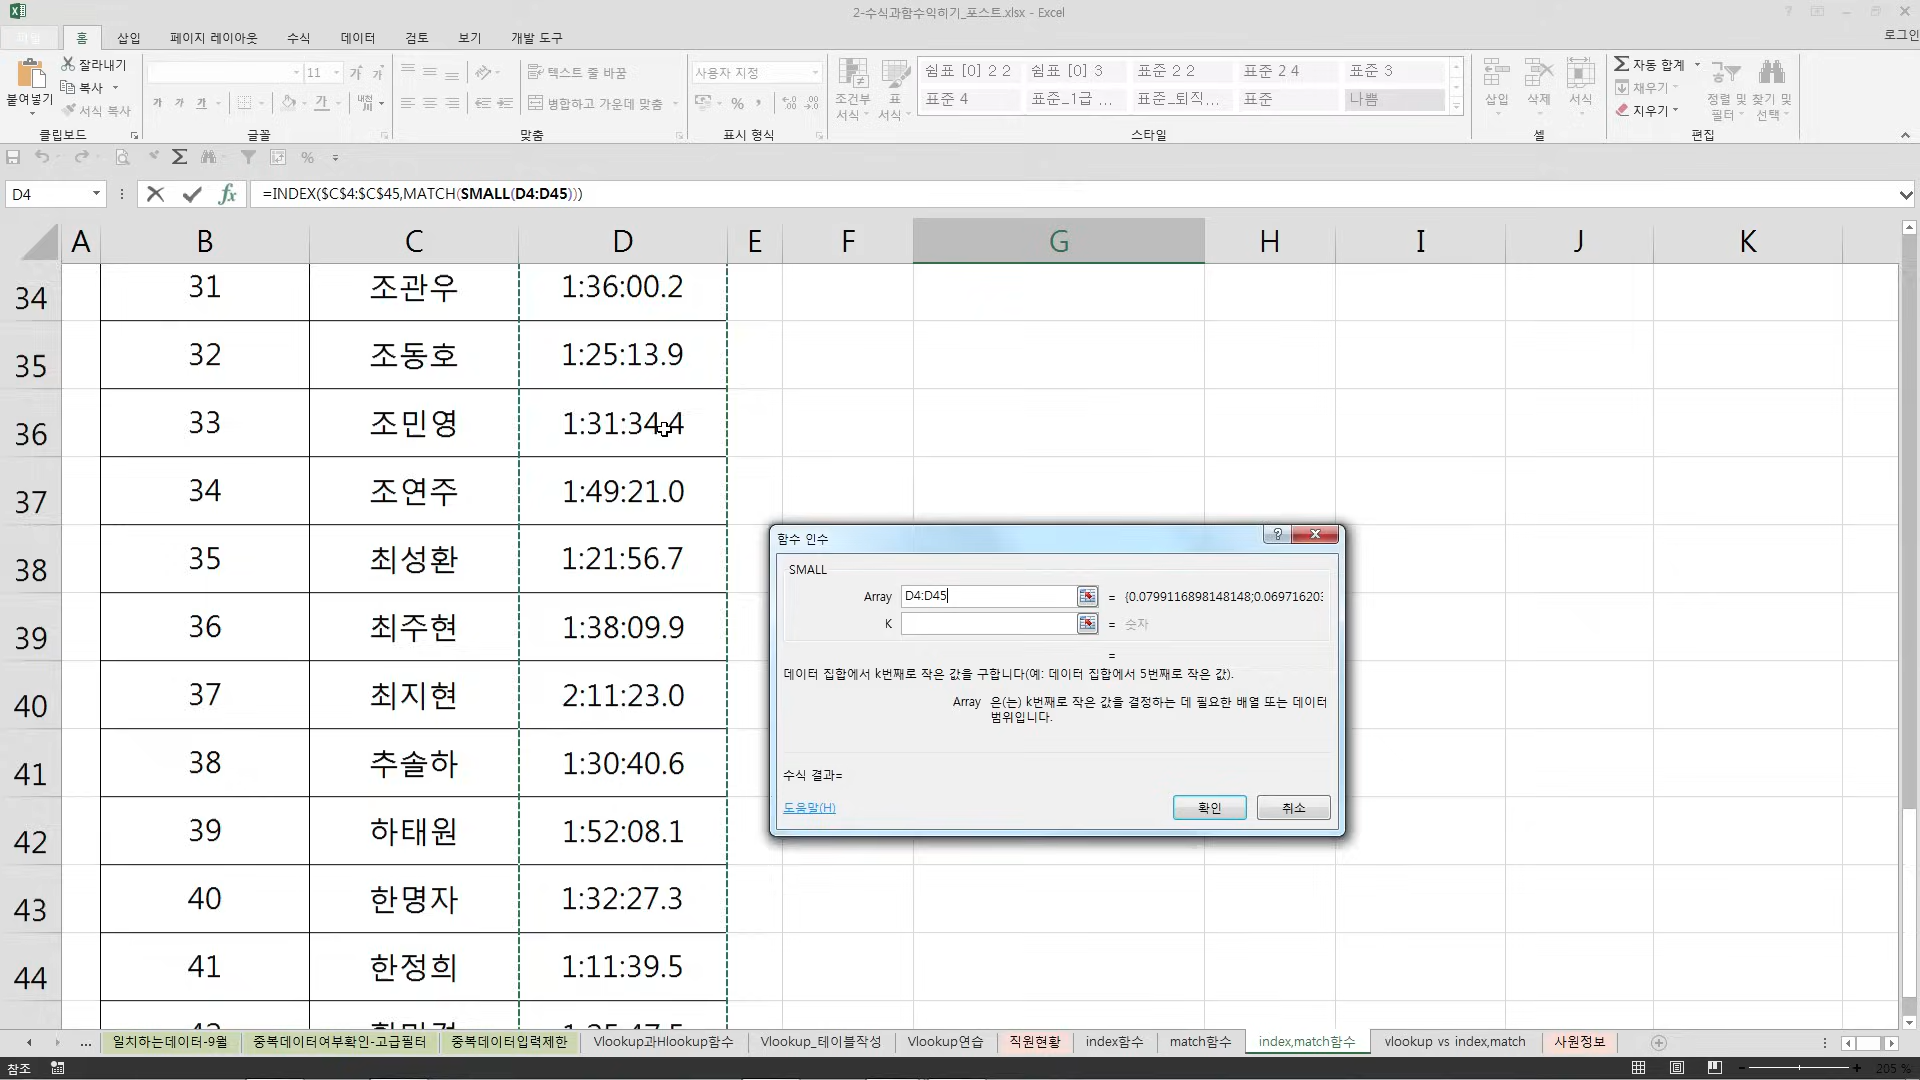 2-수식과함수익히기_포스트.xlsx - Excel
로그인
홈 삽입 페이지 레이아웃 수식 데이터 검토 보기 개발 도구
붙여넣기
잘라내기
복사
서식 복사
클립보드
11
가 가
가 가 가
내천
글꼴
텍스트 줄 바꿈
병합하고 가운데 맞춤
맞춤
사용자 지정
%
표시 형식
조건부 서식
표 서식
쉼표 [0] 2 2 쉼표 [0] 3 표준 2 2 표준 2 4 표준 3
표준 4 표준_1급 ... 표준_퇴직... 표준 나쁨
스타일
삽입 삭제 서식
셀
자동 합계
채우기
지우기
정렬 및 필터
찾기 및 선택
편집
D4
=INDEX($C$4:$C$45,MATCH(SMALL(D4:D45)))
A B C D E F G H I J K
34 31 조관우 1:36:00.2
35 32 조동호 1:25:13.9
36 33 조민영 1:31:34.4
37 34 조연주 1:49:21.0
38 35 최성환 1:21:56.7
39 36 최주현 1:38:09.9
40 37 최지현 2:11:23.0
41 38 추솔하 1:30:40.6
42 39 하태원 1:52:08.1
43 40 한명자 1:32:27.3
44 41 한정희 1:11:39.5
함수 인수
SMALL
Array D4:D45 = {0.0799116898148148;0.06971620
K = 숫자
=
데이터 집합에서 k번째로 작은 값을 구합니다(예: 데이터 집합에서 5번째로 작은 값).
Array 은(는) k번째로 작은 값을 결정하는 데 필요한 배열 또는 데이터
범위입니다.
수식 결과=
도움말(H)
확인 취소
... 일치하는데이터-9월 중복데이터여부확인-고급필터 중복데이터입력제한 Vlookup과Hlookup함수 Vlookup_테이블작성 Vlookup연습 직원현황 index함수 match함수 index,match함수 vlookup vs index,match 사원정보
참조
205 %